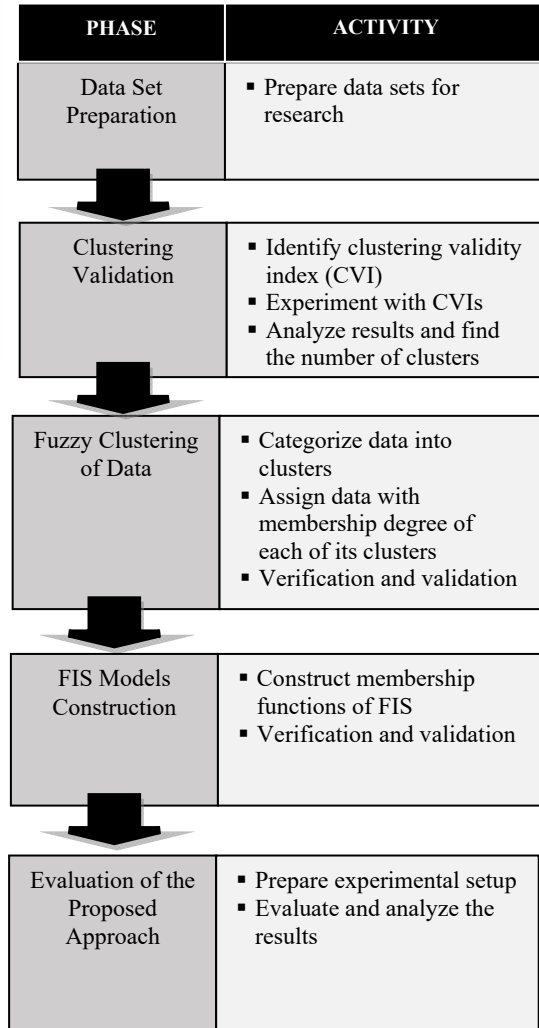 PHASE
ACTIVITY
Data Set
Preparation
▪ Prepare data sets for
research
Clustering
Validation
▪ Identify clustering validity
index (CVI)
▪ Experiment with CVIs
▪ Analyze results and find
the number of clusters
Fuzzy Clustering
of Data
▪ Categorize data into
clusters
▪ Assign data with
membership degree of
each of its clusters
▪ Verification and validation
FIS Models
Construction
▪ Construct membership
functions of FIS
▪ Verification and validation
Evaluation of the
Proposed
Approach
▪ Prepare experimental setup
▪ Evaluate and analyze the
results